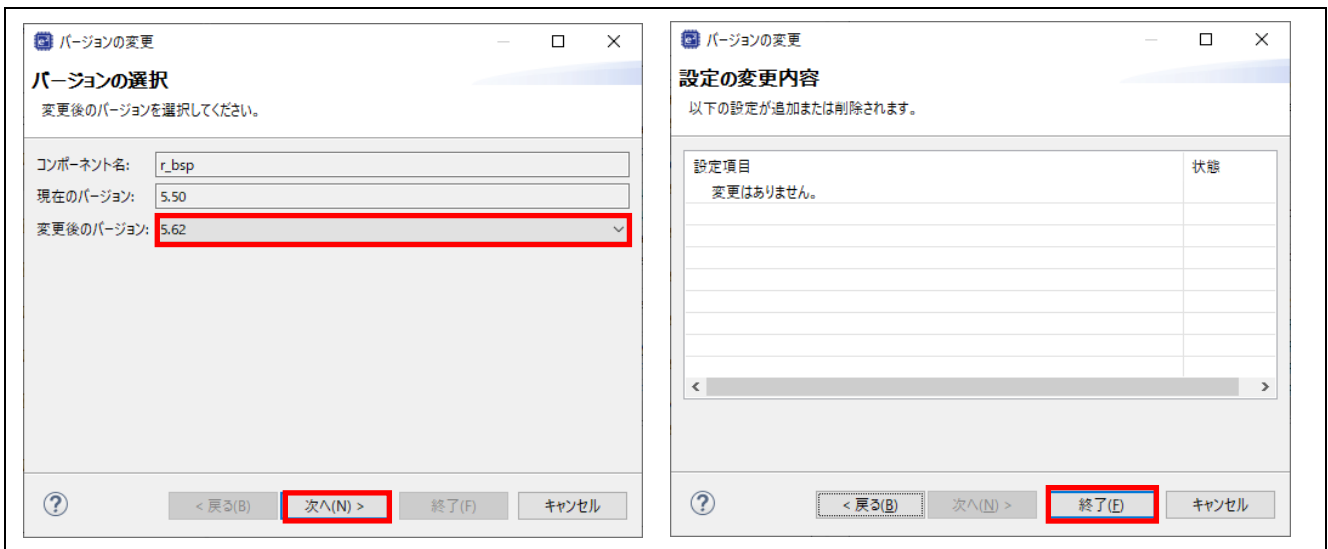 バージョンの変更
バージョンの選択
変更後のバージョンを選択してください。
コンポーネント名: r_bsp
現在のバージョン: 5.50
変更後のバージョン: 5.62
< 戻る(B) 次へ(N) > 終了(F) キャンセル
バージョンの変更
設定の変更内容
以下の設定が追加または削除されます。
設定項目 状態
変更はありません。
< 戻る(B) 次へ(N) > 終了(F) キャンセル